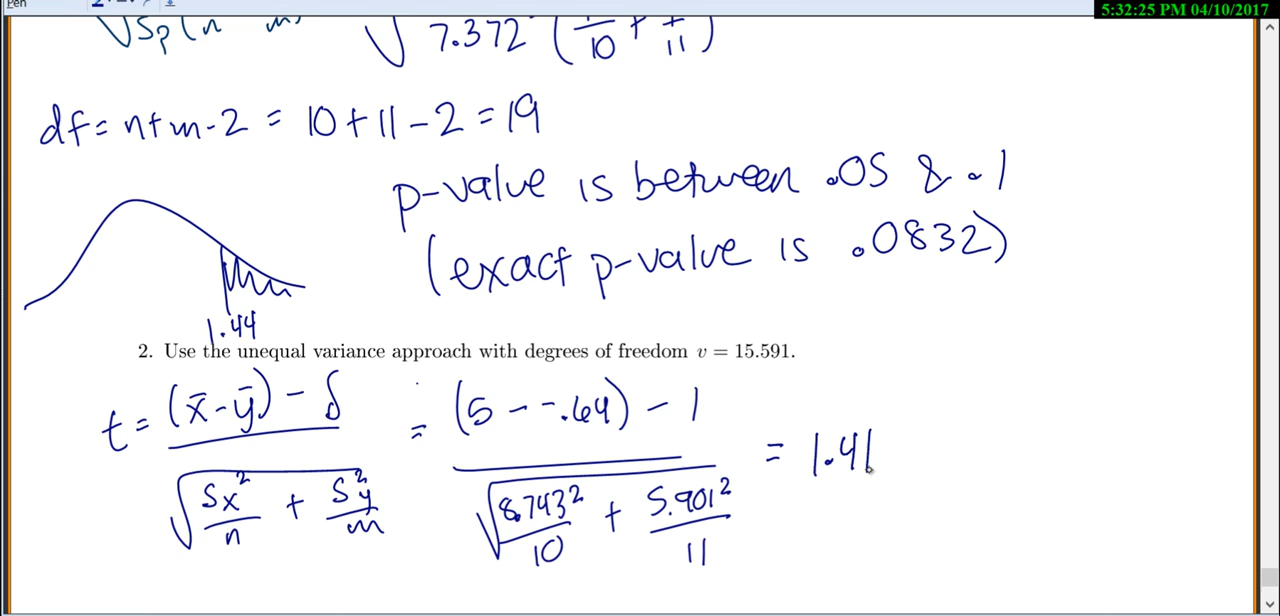 Pen
5:32:25 PM 04/10/2017
√Sp(n m)
√7.372 (1/10 + 1/11)
df = n+m-2 = 10+11-2 = 19
p-value is between .05 & .1
(exact p-value is .0832)
1.44
2. Use the unequal variance approach with degrees of freedom v = 15.591.
t = ((x̄-ȳ) - δ) / √(Sx²/n + Sy²/m) = ((5 - -.64) - 1) / √(8.743²/10 + 5.901²/11) = 1.41